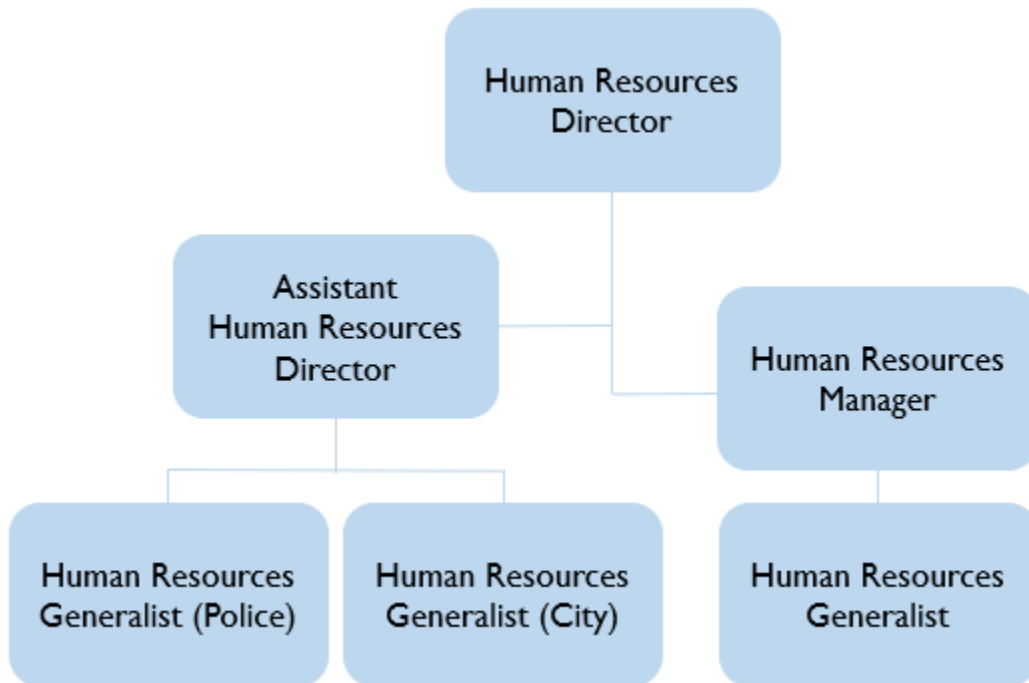 Human Resources
Director
Assistant
Human Resources
Director
Human Resources
Manager
Human Resources
Generalist (Police)
Human Resources
Generalist (City)
Human Resources
Generalist